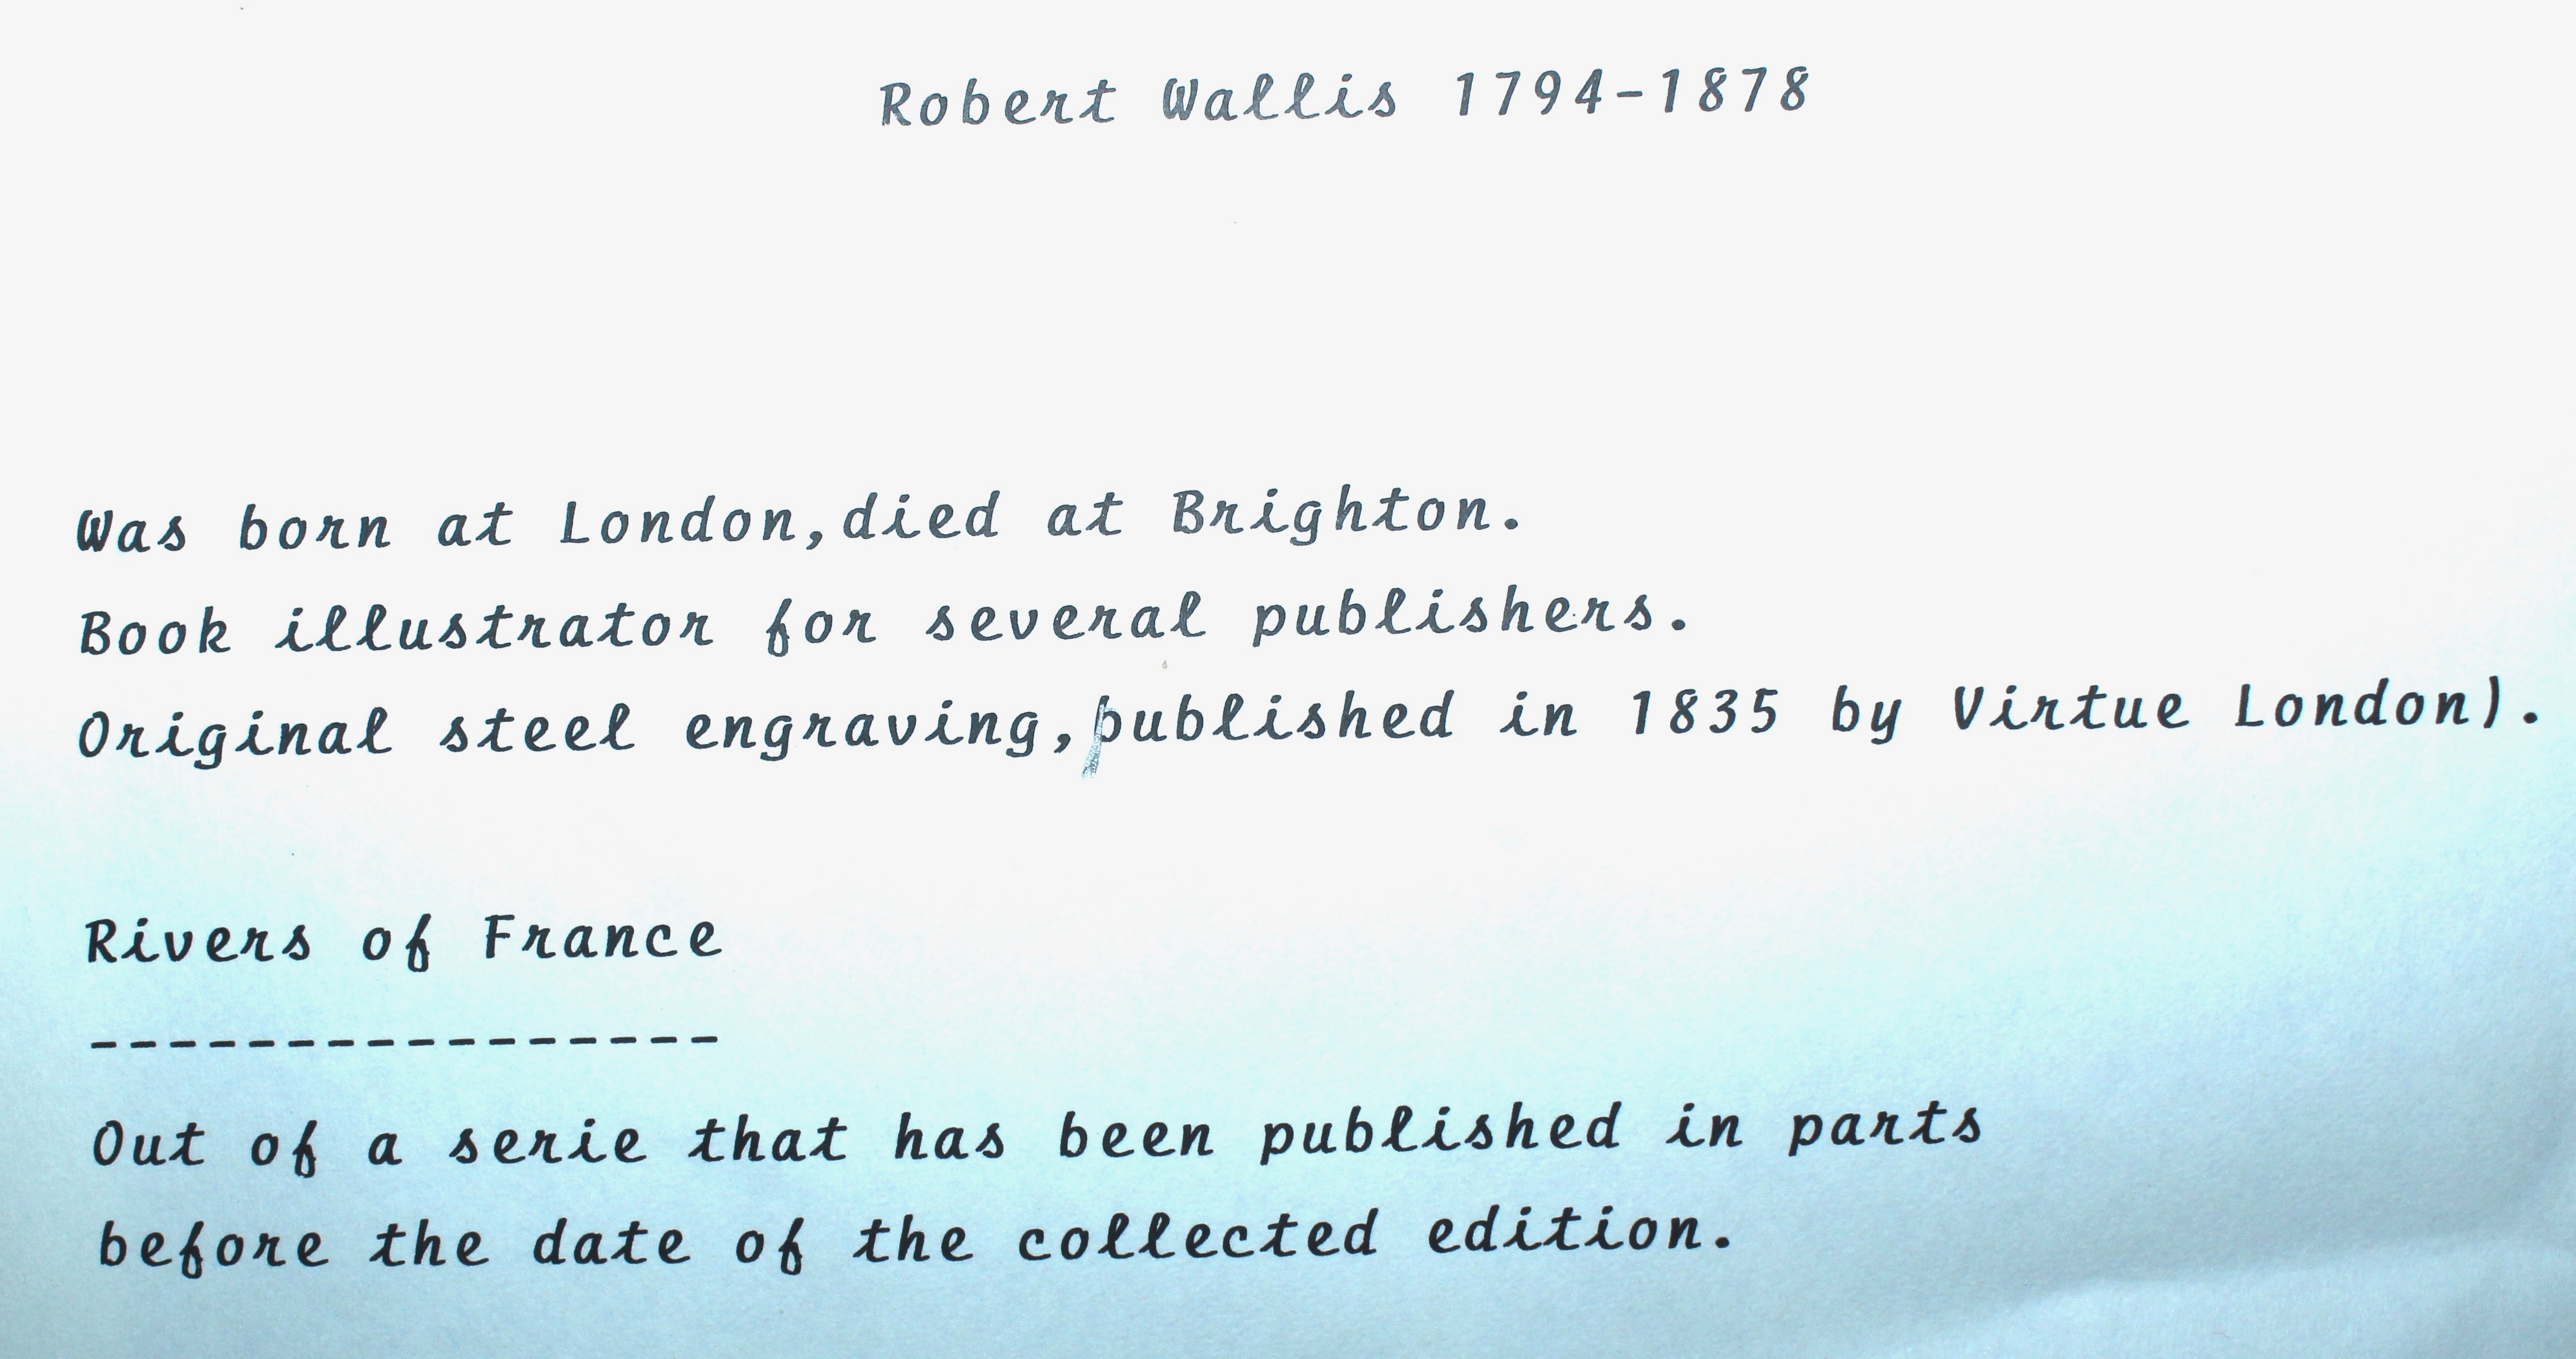 Robert Wallis 1794-1878
Was born at London,died at Brighton.
Book illustrator for several publishers.
Original steel engraving,published in 1835 by Virtue London).
Rivers of France
-----------------
Out of a serie that has been published in parts
before the date of the collected edition.